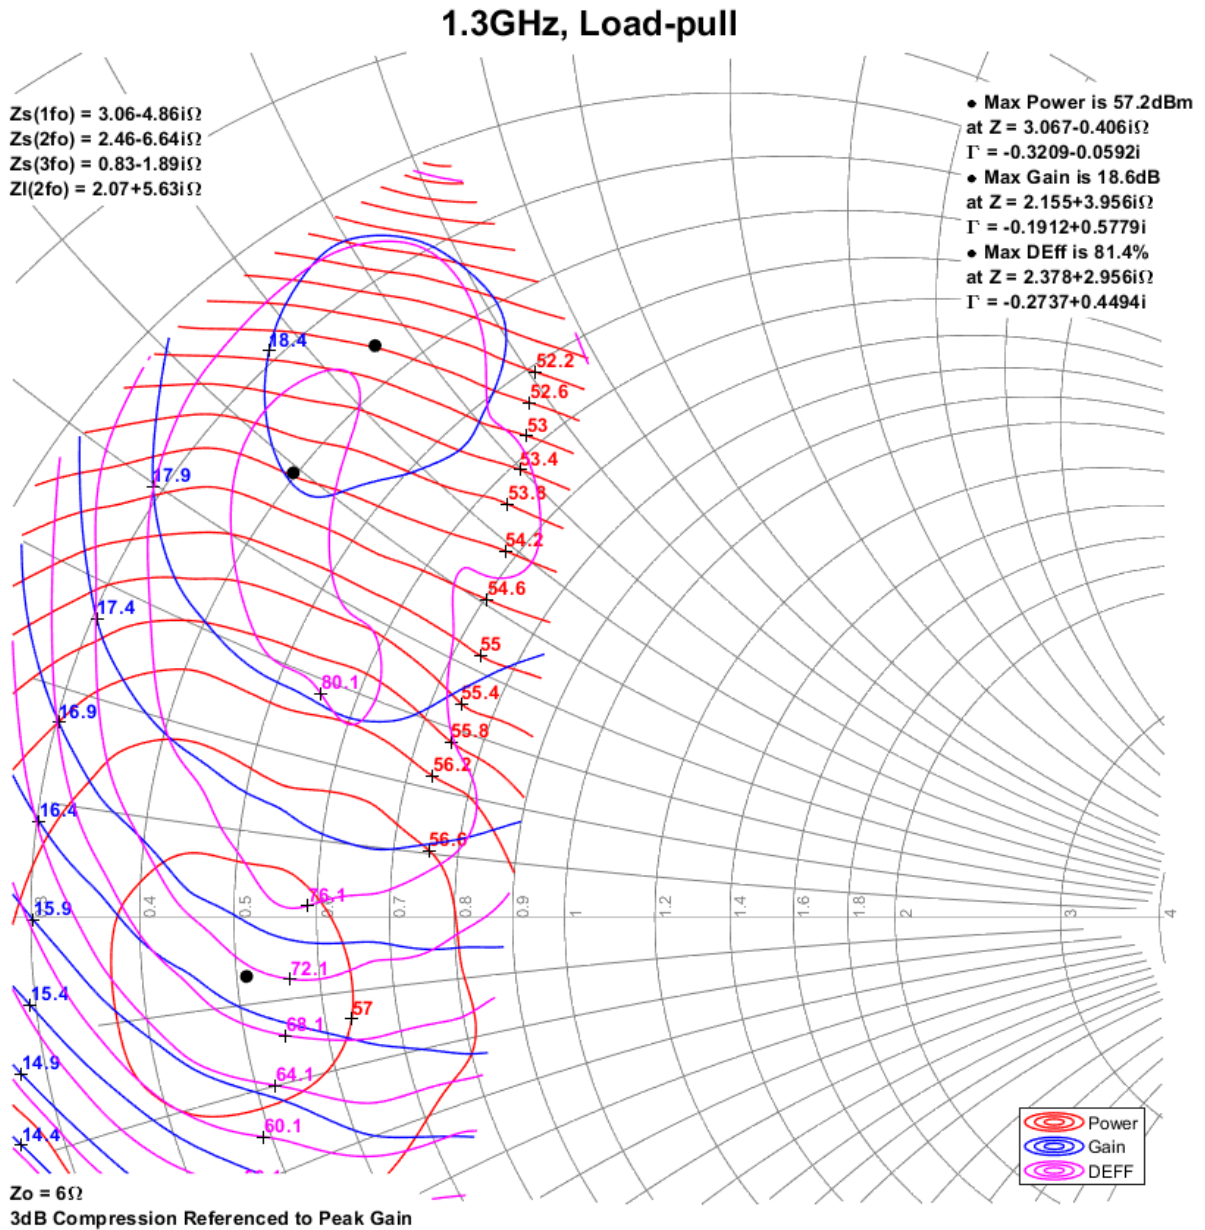 1.3GHz, Load-pull
Zs(1fo) = 3.06-4.86iΩ
Zs(2fo) = 2.46-6.64iΩ
Zs(3fo) = 0.83-1.89iΩ
Zl(2fo) = 2.07+5.63iΩ
● Max Power is 57.2dBm
at Z = 3.067-0.406iΩ
Γ = -0.3209-0.0592i
● Max Gain is 18.6dB
at Z = 2.155+3.956iΩ
Γ = -0.1912+0.5779i
● Max DEff is 81.4%
at Z = 2.378+2.956iΩ
Γ = -0.2737+0.4494i
18.4
52.2
52.6
53
53.4
17.9
53.8
54.2
54.6
17.4
55
80.1
55.4
16.9
55.8
56.2
16.4
56.6
76.1
15.9
0.4
0.5
0.7
0.8
0.9
1
1.2
1.4
1.6
1.8
2
3
4
72.1
15.4
57
68.1
14.9
64.1
60.1
14.4
Power
Gain
DEFF
Zo = 6Ω
3dB Compression Referenced to Peak Gain